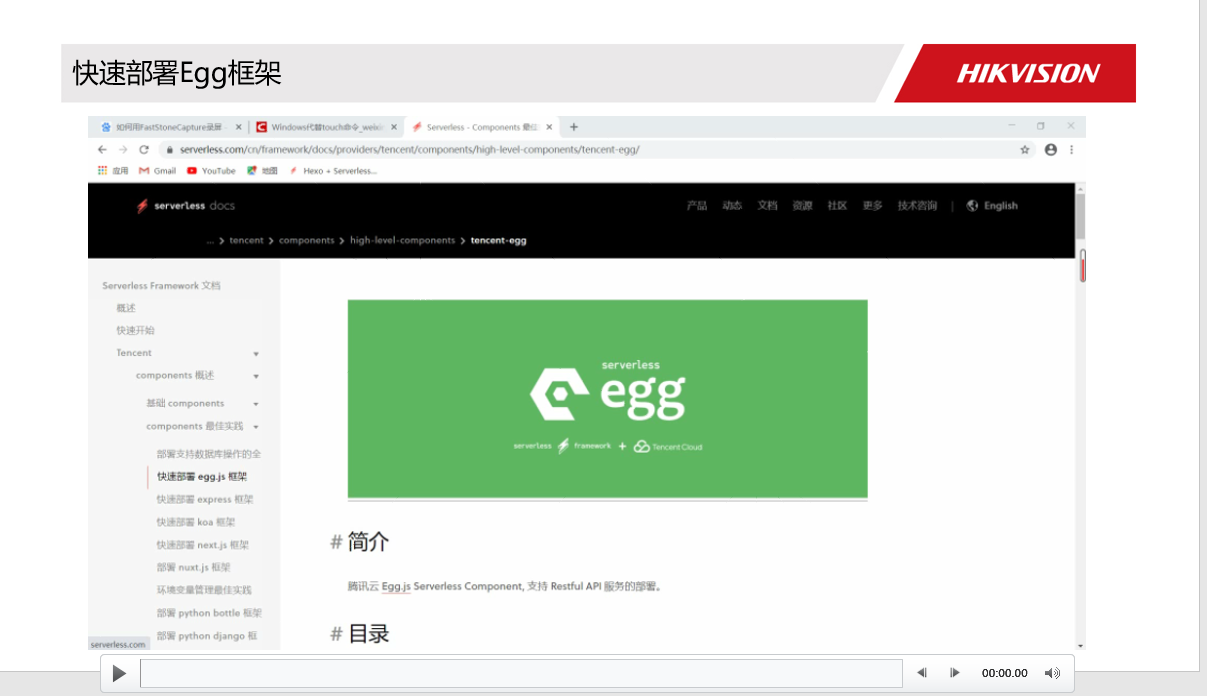 快速部署Egg框架
HIKVISION
如何用FastStoneCapture录屏
Windows代替touch命令_weixi
Serverless - Components 最佳
serverless.com/cn/framework/docs/providers/tencent/components/high-level-components/tencent-egg/
应用 Gmail YouTube 地图 Hexo + Serverless...
serverless docs
产品 动态 文档 资源 社区 更多 技术咨询 | English
... > tencent > components > high-level-components > tencent-egg
Serverless Framework 文档
概述
快速开始
Tencent
components 概述
基础 components
components 最佳实践
部署支持数据库操作的全
快速部署 egg.js 框架
快速部署 express 框架
快速部署 koa 框架
快速部署 next.js 框架
部署 nuxt.js 框架
环境变量管理最佳实践
部署 python bottle 框架
部署 python django 框
serverless
egg
serverless framework + Tencent Cloud
# 简介
腾讯云 Egg.js Serverless Component, 支持 Restful API 服务的部署。
# 目录
serverless.com
00:00.00